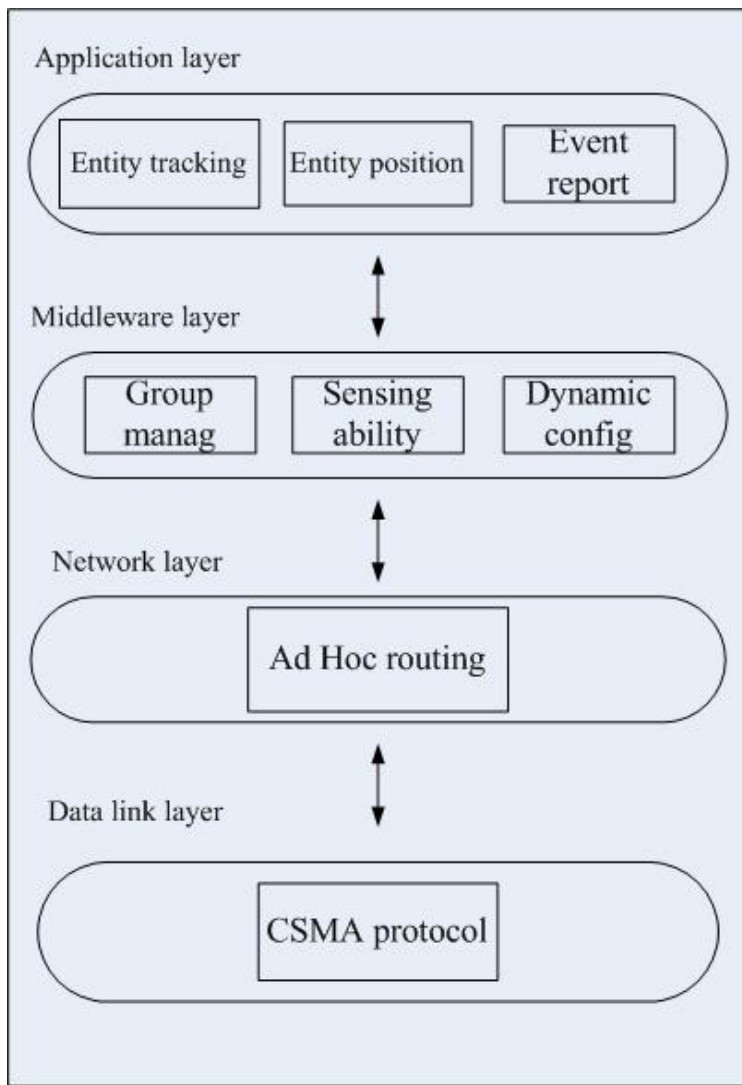 Application layer
Entity tracking
Entity position
Event
report
Middleware layer
Group
manag
Sensing
ability
Dynamic
config
Network layer
Ad Hoc routing
Data link layer
CSMA protocol